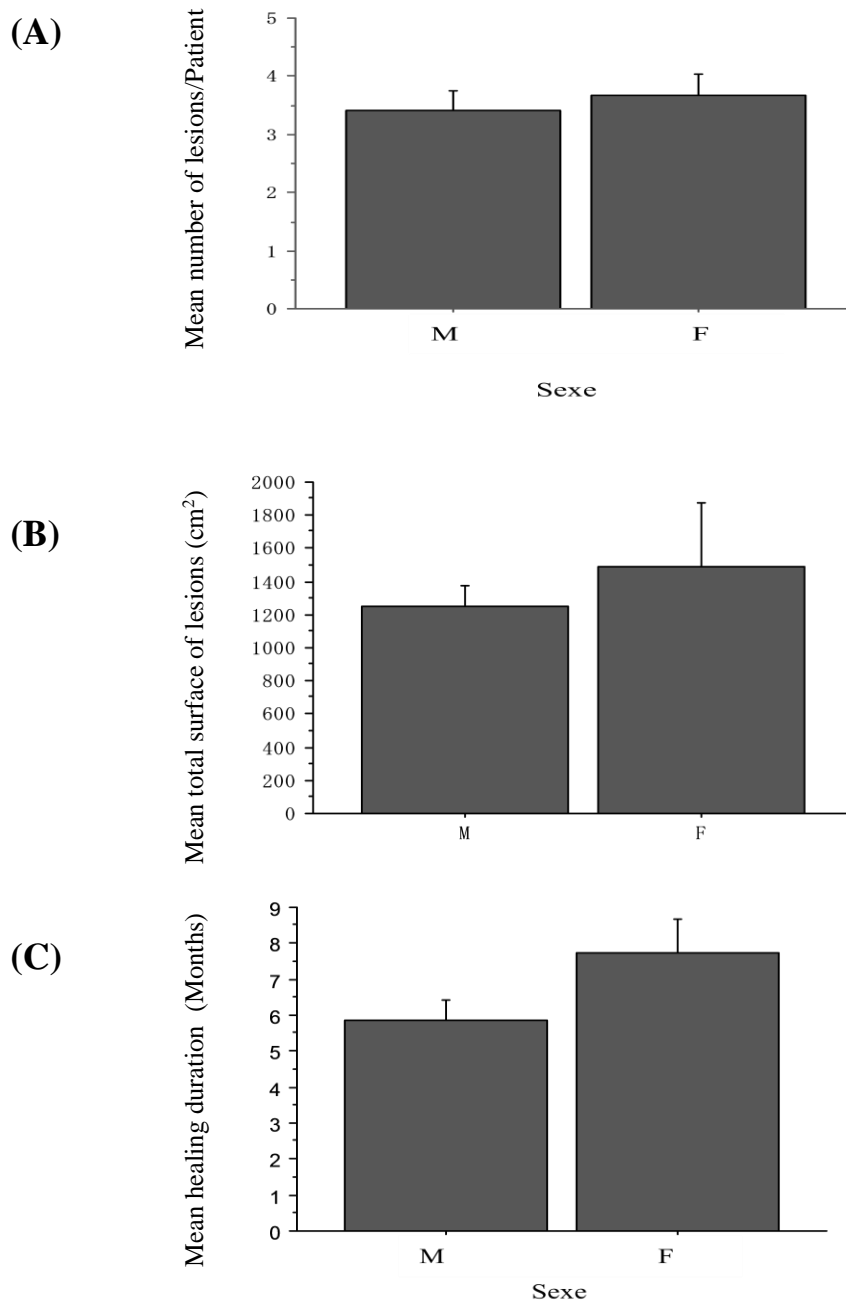 (A)
Mean number of lesions/Patient
5
4
3
2
1
0
M F
Sexe
(B)
Mean total surface of lesions (cm²)
2000
1800
1600
1400
1200
1000
800
600
400
200
0
M F
(C)
Mean healing duration (Months)
9
8
7
6
5
4
3
2
1
0
M F
Sexe